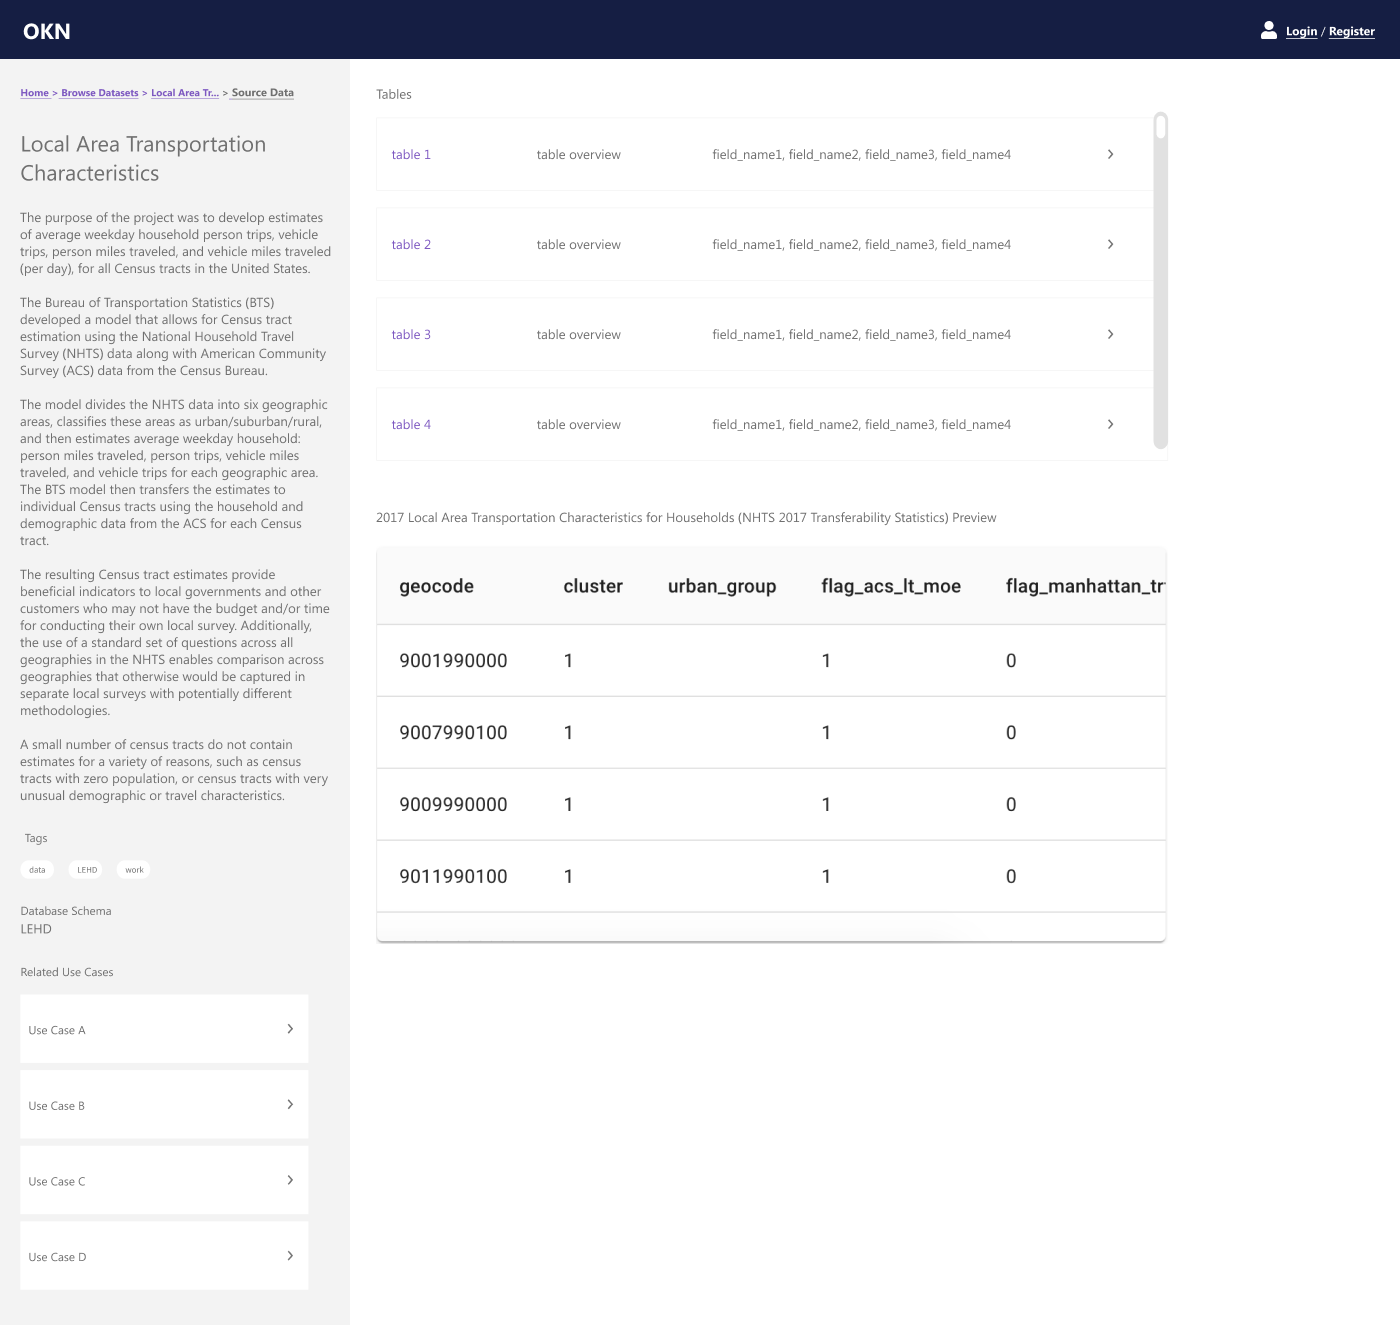 OKN
Login / Register
Home > Browse Datasets > Local Area Tr... > Source Data
Local Area Transportation
Characteristics
The purpose of the project was to develop estimates
of average weekday household person trips, vehicle
trips, person miles traveled, and vehicle miles traveled
(per day), for all Census tracts in the United States.
The Bureau of Transportation Statistics (BTS)
developed a model that allows for Census tract
estimation using the National Household Travel
Survey (NHTS) data along with American Community
Survey (ACS) data from the Census Bureau.
The model divides the NHTS data into six geographic
areas, classifies these areas as urban/suburban/rural,
and then estimates average weekday household:
person miles traveled, person trips, vehicle miles
traveled, and vehicle trips for each geographic area.
The BTS model then transfers the estimates to
individual Census tracts using the household and
demographic data from the ACS for each Census
tract.
The resulting Census tract estimates provide
beneficial indicators to local governments and other
customers who may not have the budget and/or time
for conducting their own local survey. Additionally,
the use of a standard set of questions across all
geographies in the NHTS enables comparison across
geographies that otherwise would be captured in
separate local surveys with potentially different
methodologies.
A small number of census tracts do not contain
estimates for a variety of reasons, such as census
tracts with zero population, or census tracts with very
unusual demographic or travel characteristics.
Tags
data LEHD work
Database Schema
LEHD
Related Use Cases
Use Case A
Use Case B
Use Case C
Use Case D
Tables
table 1 table overview field_name1, field_name2, field_name3, field_name4
table 2 table overview field_name1, field_name2, field_name3, field_name4
table 3 table overview field_name1, field_name2, field_name3, field_name4
table 4 table overview field_name1, field_name2, field_name3, field_name4
2017 Local Area Transportation Characteristics for Households (NHTS 2017 Transferability Statistics) Preview
geocode cluster urban_group flag_acs_lt_moe flag_manhattan_tr
9001990000 1 1 0
9007990100 1 1 0
9009990000 1 1 0
9011990100 1 1 0